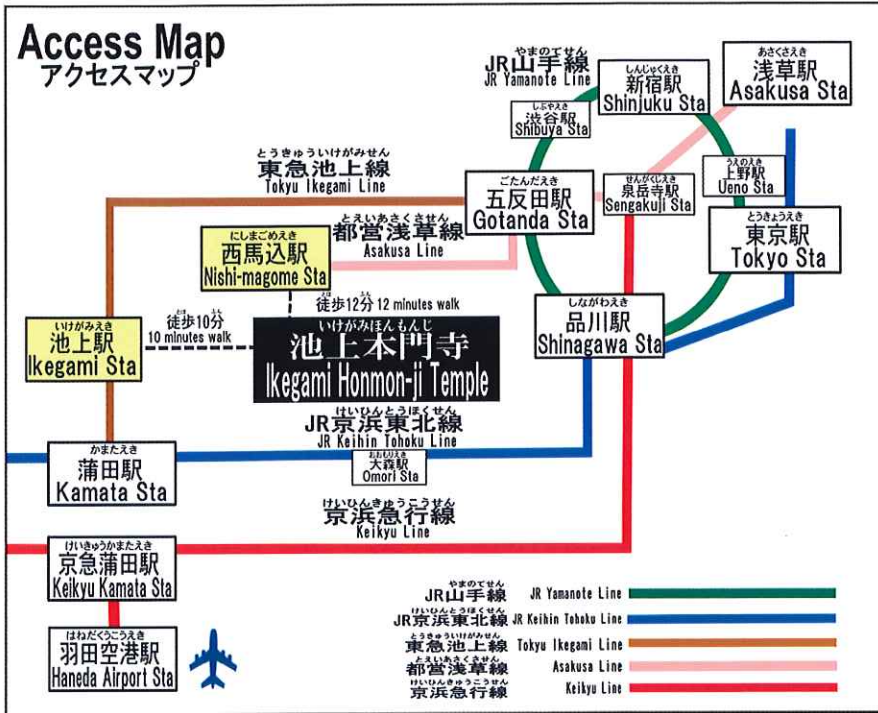 Access Map
アクセスマップ
やまのてせん
JR山手線
JR Yamanote Line
しんじゅくえき
新宿駅
Shinjuku Sta
あさくさえき
浅草駅
Asakusa Sta
しぶやえき
渋谷駅
Shibuya Sta
とうきゅういけがみせん
東急池上線
Tokyu Ikegami Line
ごたんだえき
五反田駅
Gotanda Sta
せんがくじえき
泉岳寺駅
Sengakuji Sta
うえのえき
上野駅
Ueno Sta
とうきょうえき
東京駅
Tokyo Sta
にしまごめえき
西馬込駅
Nishi-magome Sta
とえいあさくさせん
都営浅草線
Asakusa Line
とほ ふん
徒歩12分 12 minutes walk
とほ ふん
徒歩10分
10 minutes walk
いけがみえき
池上駅
Ikegami Sta
いけがみほんもんじ
池上本門寺
Ikegami Honmon-ji Temple
しながわえき
品川駅
Shinagawa Sta
けいひんとうほくせん
JR京浜東北線
JR Keihin Tohoku Line
かまたえき
蒲田駅
Kamata Sta
おおもりえき
大森駅
Omori Sta
けいひんきゅうこうせん
京浜急行線
Keikyu Line
けいきゅうかまたえき
京急蒲田駅
Keikyu Kamata Sta
はねだくうこうえき
羽田空港駅
Haneda Airport Sta
やまのてせん
JR山手線 JR Yamanote Line
けいひんとうほくせん
JR京浜東北線 JR Keihin Tohoku Line
とうきゅういけがみせん
東急池上線 Tokyu Ikegami Line
とえいあさくさせん
都営浅草線 Asakusa Line
けいひんきゅうこうせん
京浜急行線 Keikyu Line